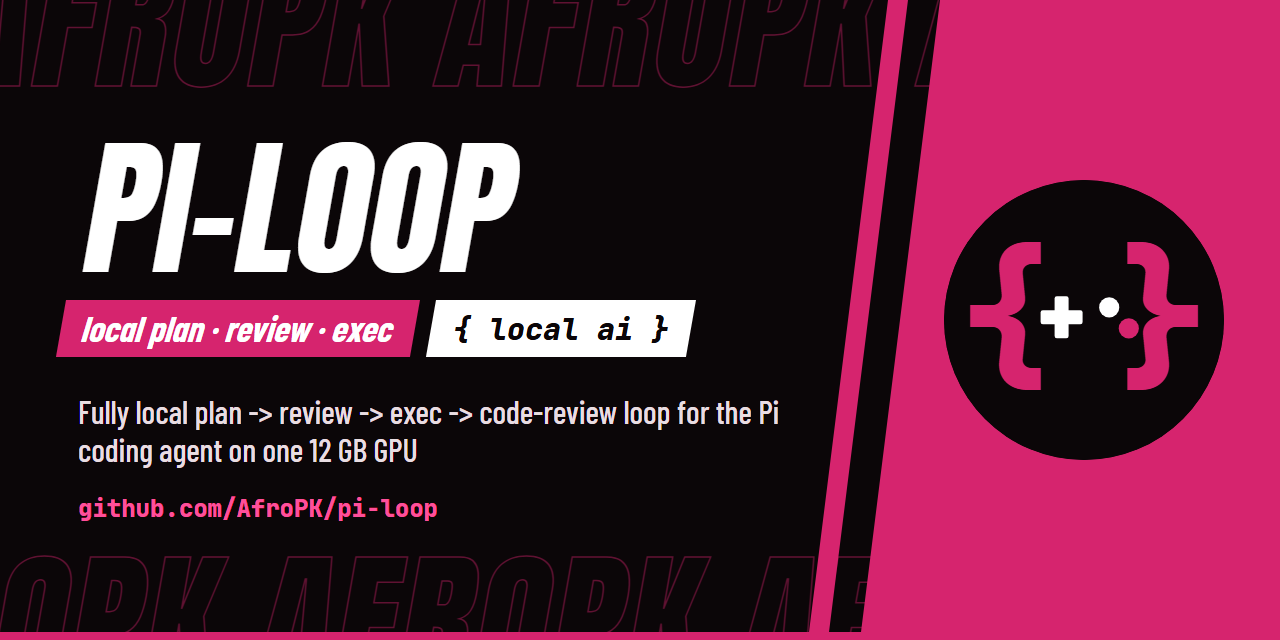 AFROPK AFROPK A
PI-LOOP
local plan · review · exec
{ local ai }
Fully local plan -> review -> exec -> code-review loop for the Pi
coding agent on one 12 GB GPU
github.com/AfroPK/pi-loop
OPK AFROPK AF